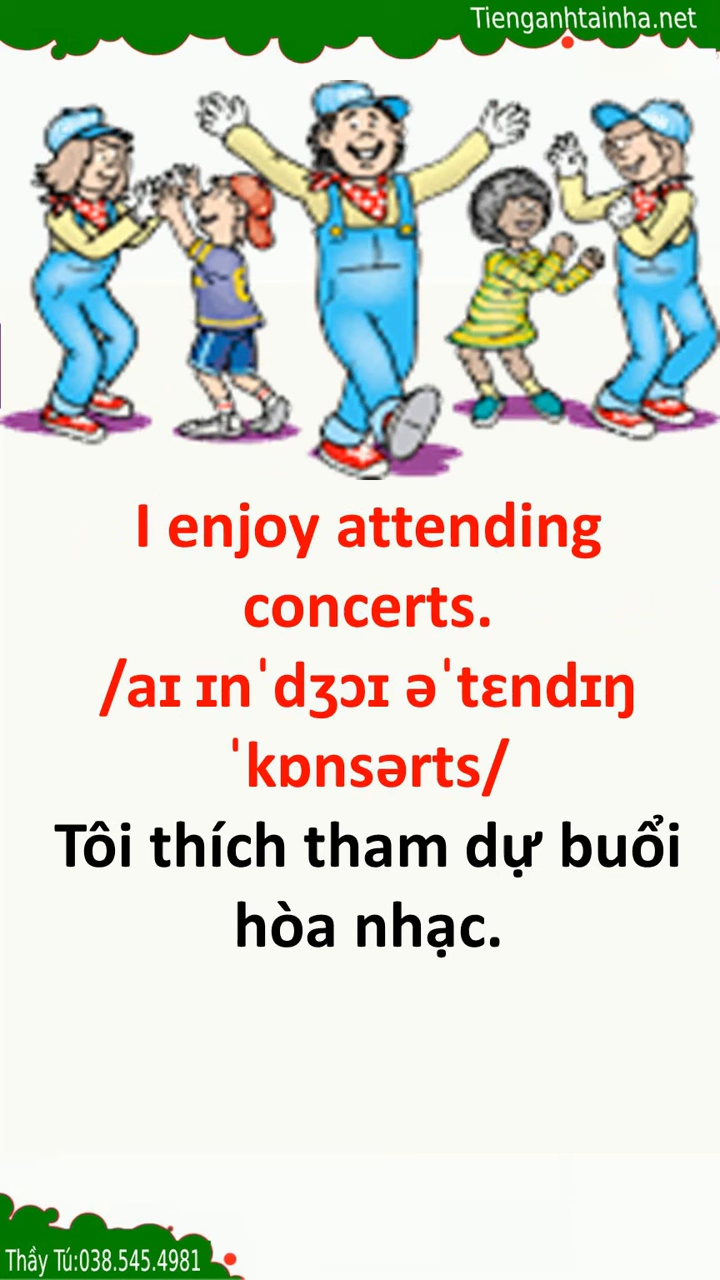 Tienganhtainha.net
I enjoy attending
concerts.
/aɪ ɪnˈdʒɔɪ əˈtɛndɪŋ
ˈkɒnsərts/
Tôi thích tham dự buổi
hòa nhạc.
Thầy Tú:038.545.4981